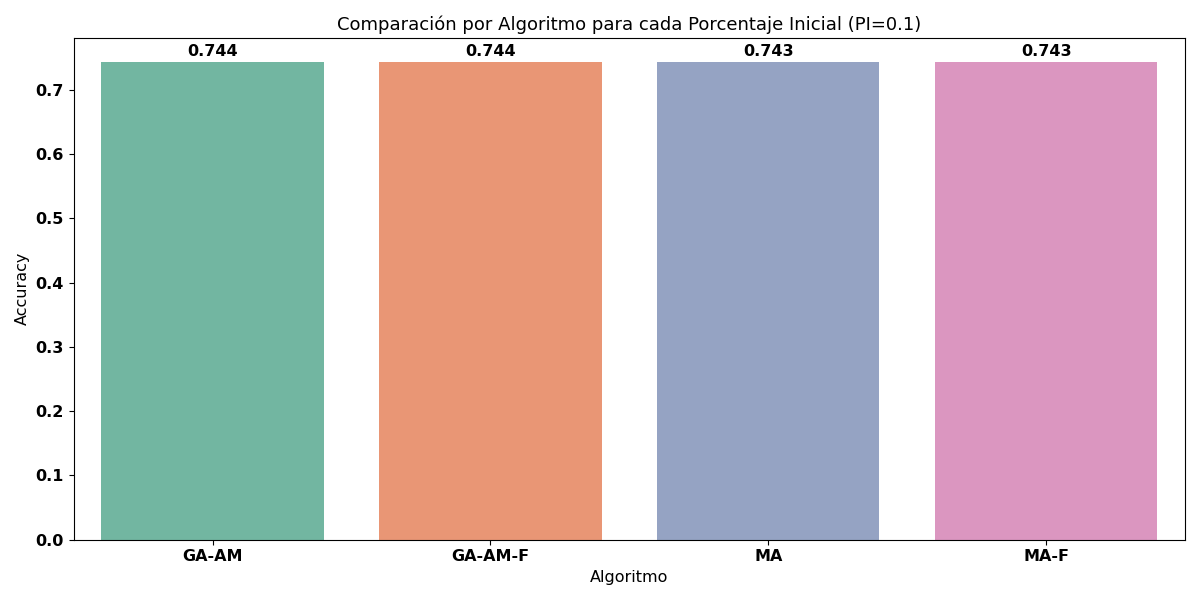 Comparación por Algoritmo para cada Porcentaje Inicial (PI=0.1)
0.744 0.744 0.743 0.743
0.7
0.6
0.5
0.4
0.3
0.2
0.1
0.0
Accuracy
GA-AM GA-AM-F MA MA-F
Algoritmo